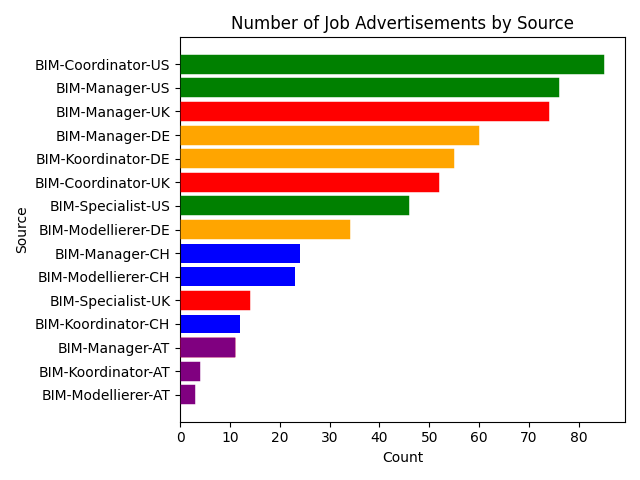 Number of Job Advertisements by Source
BIM-Coordinator-US
BIM-Manager-US
BIM-Manager-UK
BIM-Manager-DE
BIM-Koordinator-DE
BIM-Coordinator-UK
BIM-Specialist-US
BIM-Modellierer-DE
BIM-Manager-CH
BIM-Modellierer-CH
BIM-Specialist-UK
BIM-Koordinator-CH
BIM-Manager-AT
BIM-Koordinator-AT
BIM-Modellierer-AT
Source
0 10 20 30 40 50 60 70 80
Count